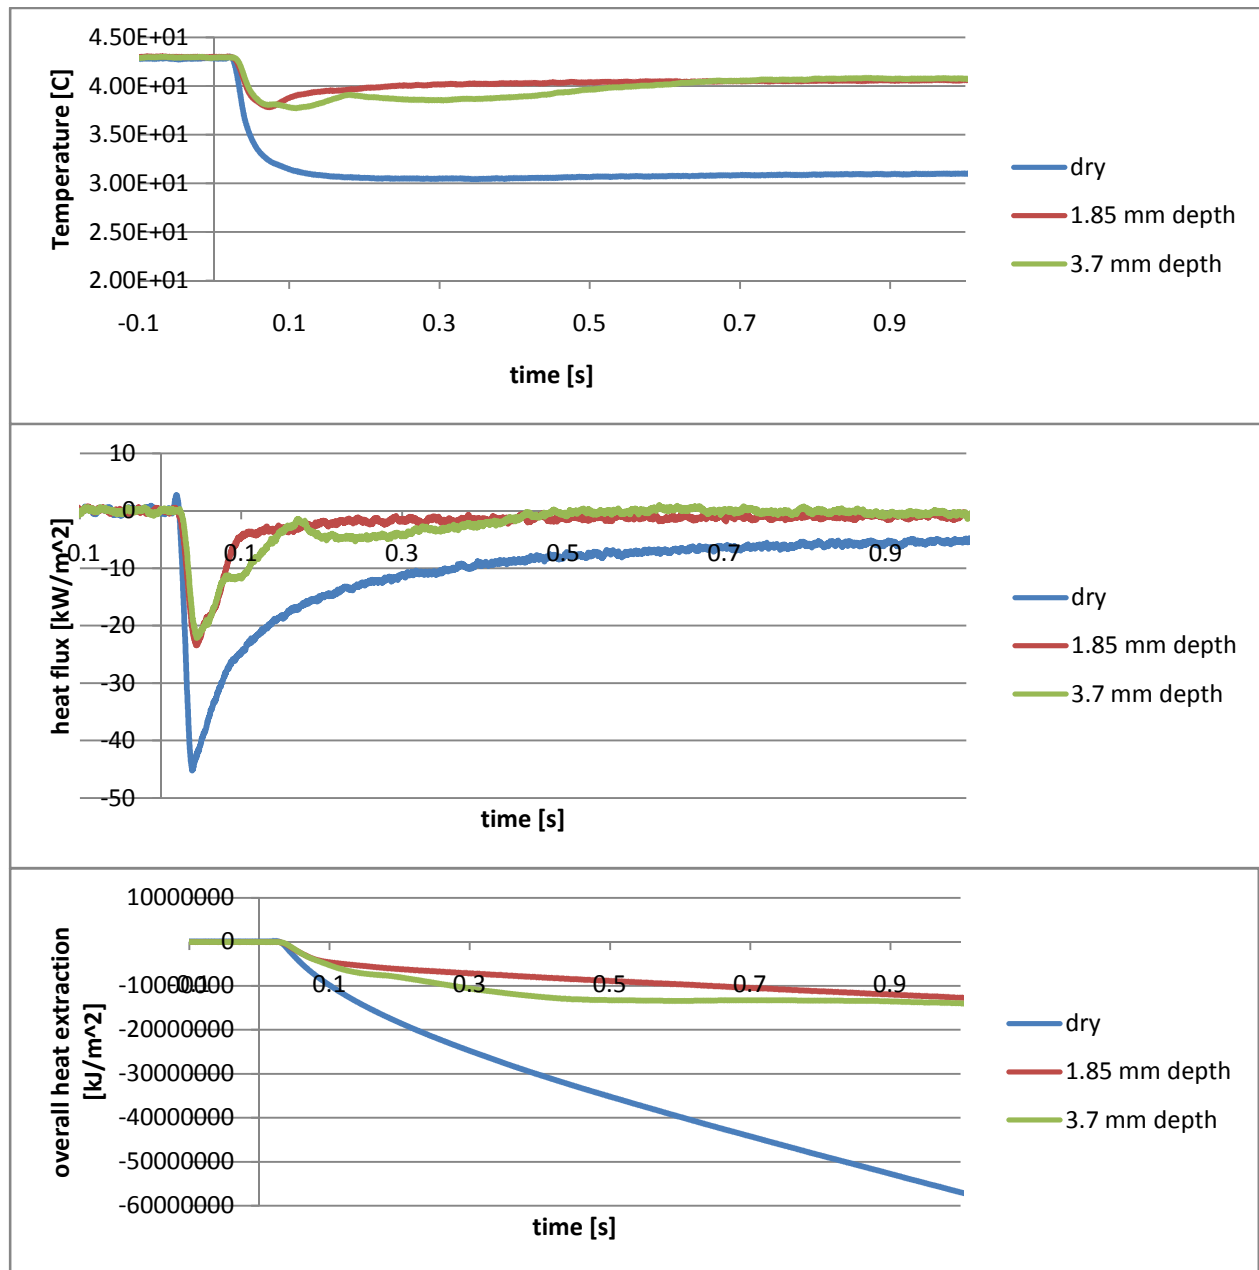 4.50E+01
4.00E+01
3.50E+01
3.00E+01
2.50E+01
2.00E+01
Temperature [C]
-0.1 0.1 0.3 0.5 0.7 0.9
time [s]
dry
1.85 mm depth
3.7 mm depth
10
0
-10
-20
-30
-40
-50
heat flux [kW/m^2]
-0.1 0.1 0.3 0.5 0.7 0.9
time [s]
dry
1.85 mm depth
3.7 mm depth
10000000
0
-10000000
-20000000
-30000000
-40000000
-50000000
-60000000
overall heat extraction
[kJ/m^2]
-0.1 0.1 0.3 0.5 0.7 0.9
time [s]
dry
1.85 mm depth
3.7 mm depth